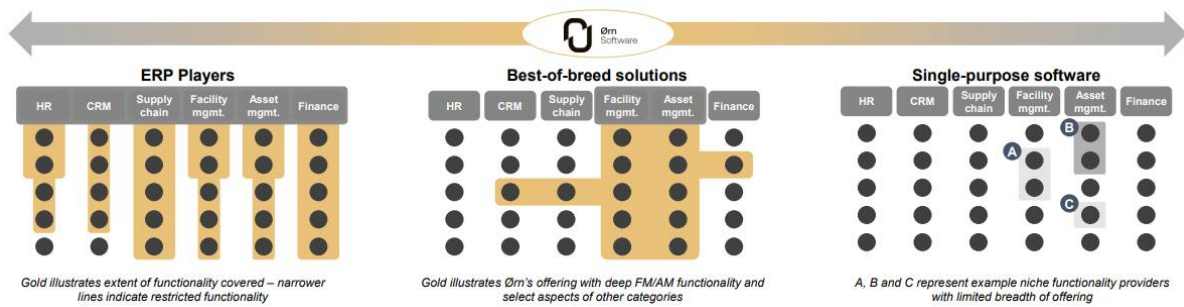 Ørn
Software
ERP Players
HR CRM Supply chain Facility mgmt. Asset mgmt. Finance
Gold illustrates extent of functionality covered – narrower
lines indicate restricted functionality
Best-of-breed solutions
HR CRM Supply chain Facility mgmt. Asset mgmt. Finance
Gold illustrates Ørn's offering with deep FM/AM functionality and
select aspects of other categories
Single-purpose software
HR CRM Supply chain Facility mgmt. Asset mgmt. Finance
B
A
C
A, B and C represent example niche functionality providers
with limited breadth of offering